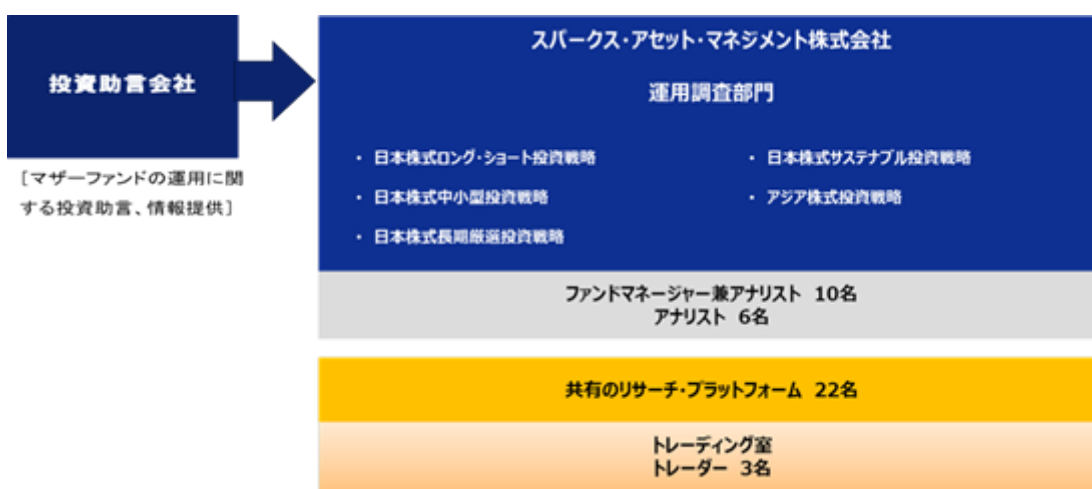 投資助言会社
[マザーファンドの運用に関
する投資助言、情報提供]
スパークス・アセット・マネジメント株式会社
運用調査部門
・ 日本株式ロング・ショート投資戦略
・ 日本株式サステナブル投資戦略
・ 日本株式中小型投資戦略
・ アジア株式投資戦略
・ 日本株式長期厳選投資戦略
ファンドマネージャー兼アナリスト 10名
アナリスト 6名
共有のリサーチ・プラットフォーム 22名
トレーディング室
トレーダー 3名